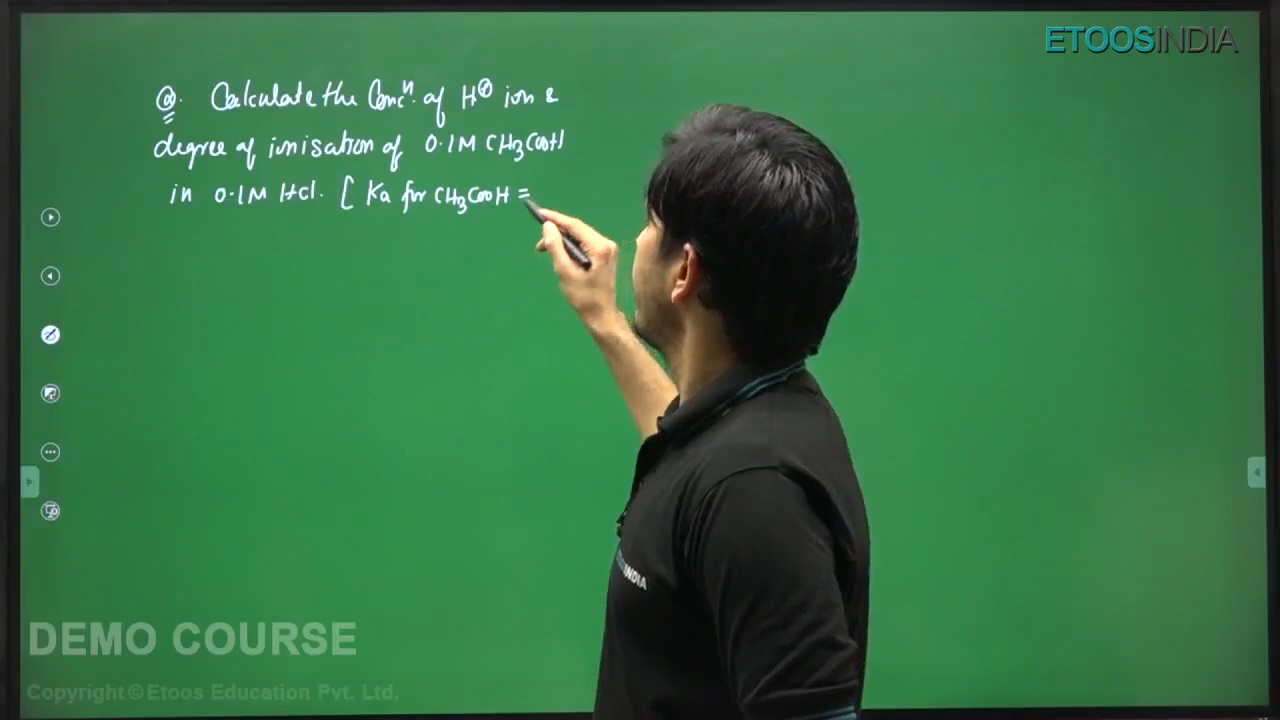 ETOOSINDIA
Q. Calculate the Concⁿ. of H⊕ ion &
degree of ionisation of 0.1M CH3COOH
in 0.1M HCl. [ Ka for CH3COOH =
INDIA
DEMO COURSE
Copyright © Etoos Education Pvt. Ltd.